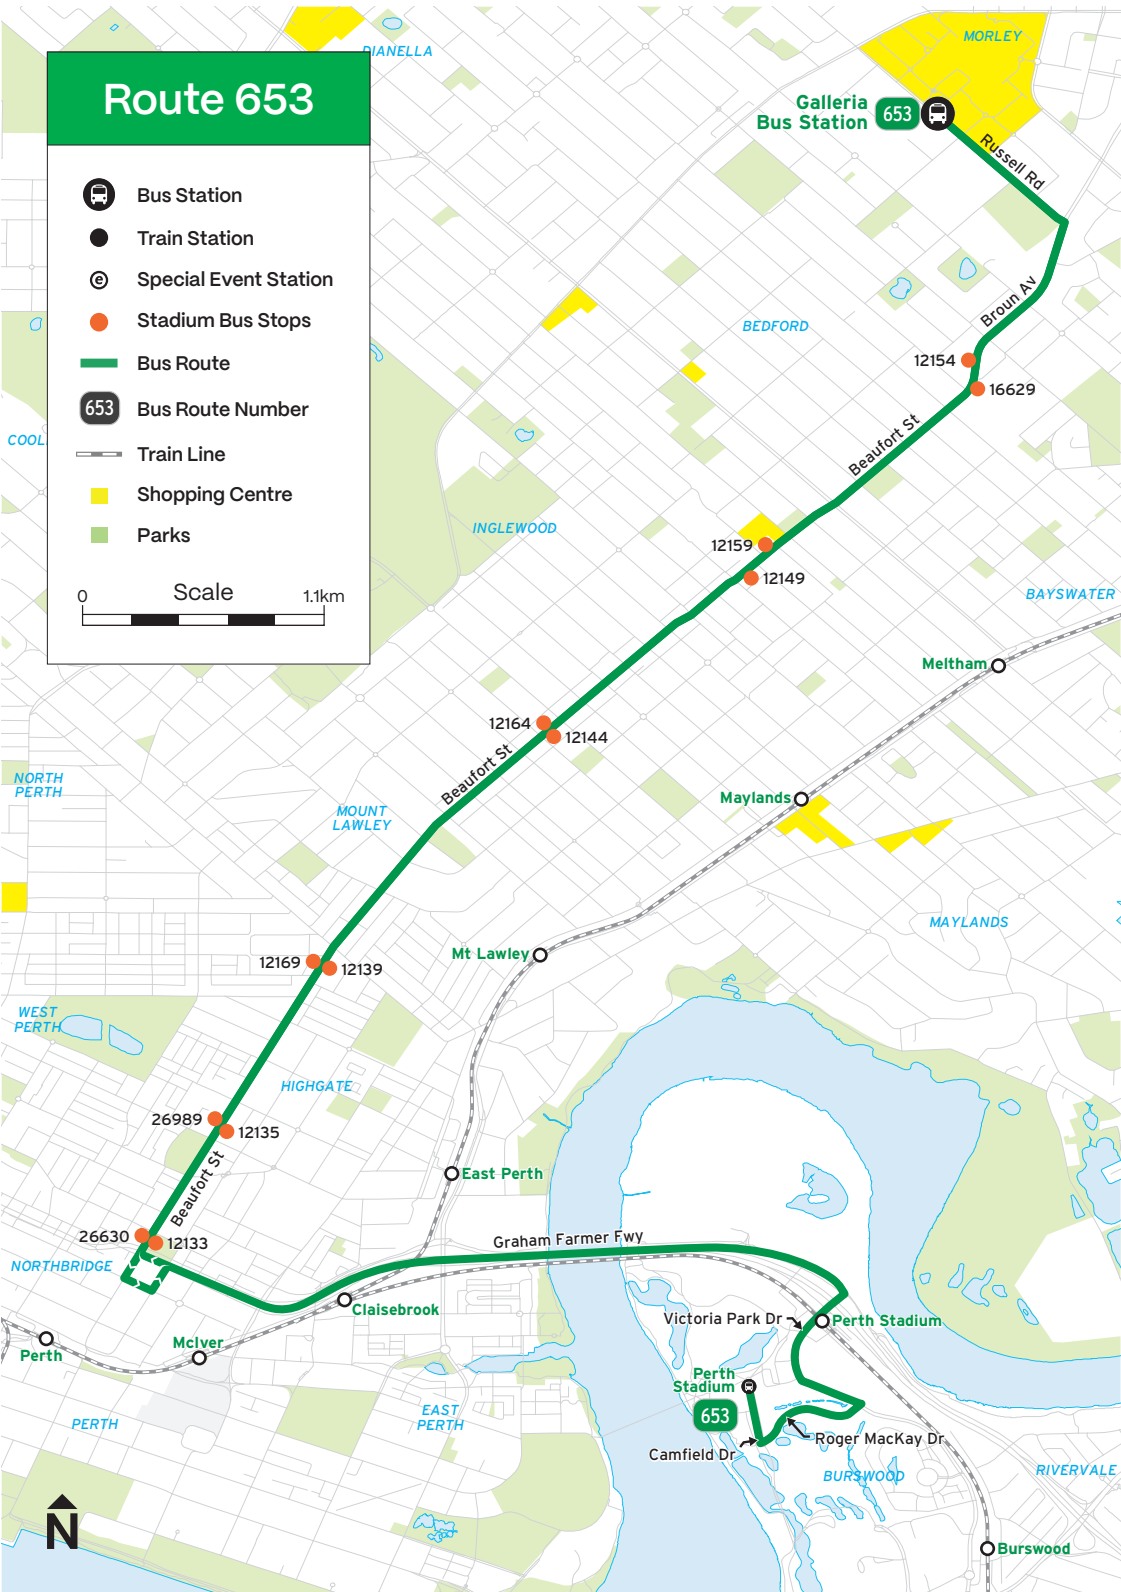 DIANELLA
MORLEY
Route 653
Galleria
Bus Station
653
Russell Rd
Bus Station
Train Station
e
Special Event Station
Stadium Bus Stops
Bus Route
653
Bus Route Number
Train Line
Shopping Centre
Parks
Scale
0
1.1km
Broun Av
BEDFORD
12154
16629
COOL
Beaufort St
INGLEWOOD
12159
12149
BAYSWATER
Meltham
12164
12144
Beaufort St
NORTH
PERTH
Maylands
MOUNT
LAWLEY
MAYLANDS
Mt Lawley
12169
12139
WEST
PERTH
HIGHGATE
26989
12135
Beaufort St
East Perth
26630
12133
Graham Farmer Fwy
NORTHBRIDGE
Claisebrook
Victoria Park Dr
Perth Stadium
McIver
Perth
Perth
Stadium
653
PERTH
EAST
PERTH
Roger MacKay Dr
Camfield Dr
BURSWOOD
RIVERVALE
N
Burswood